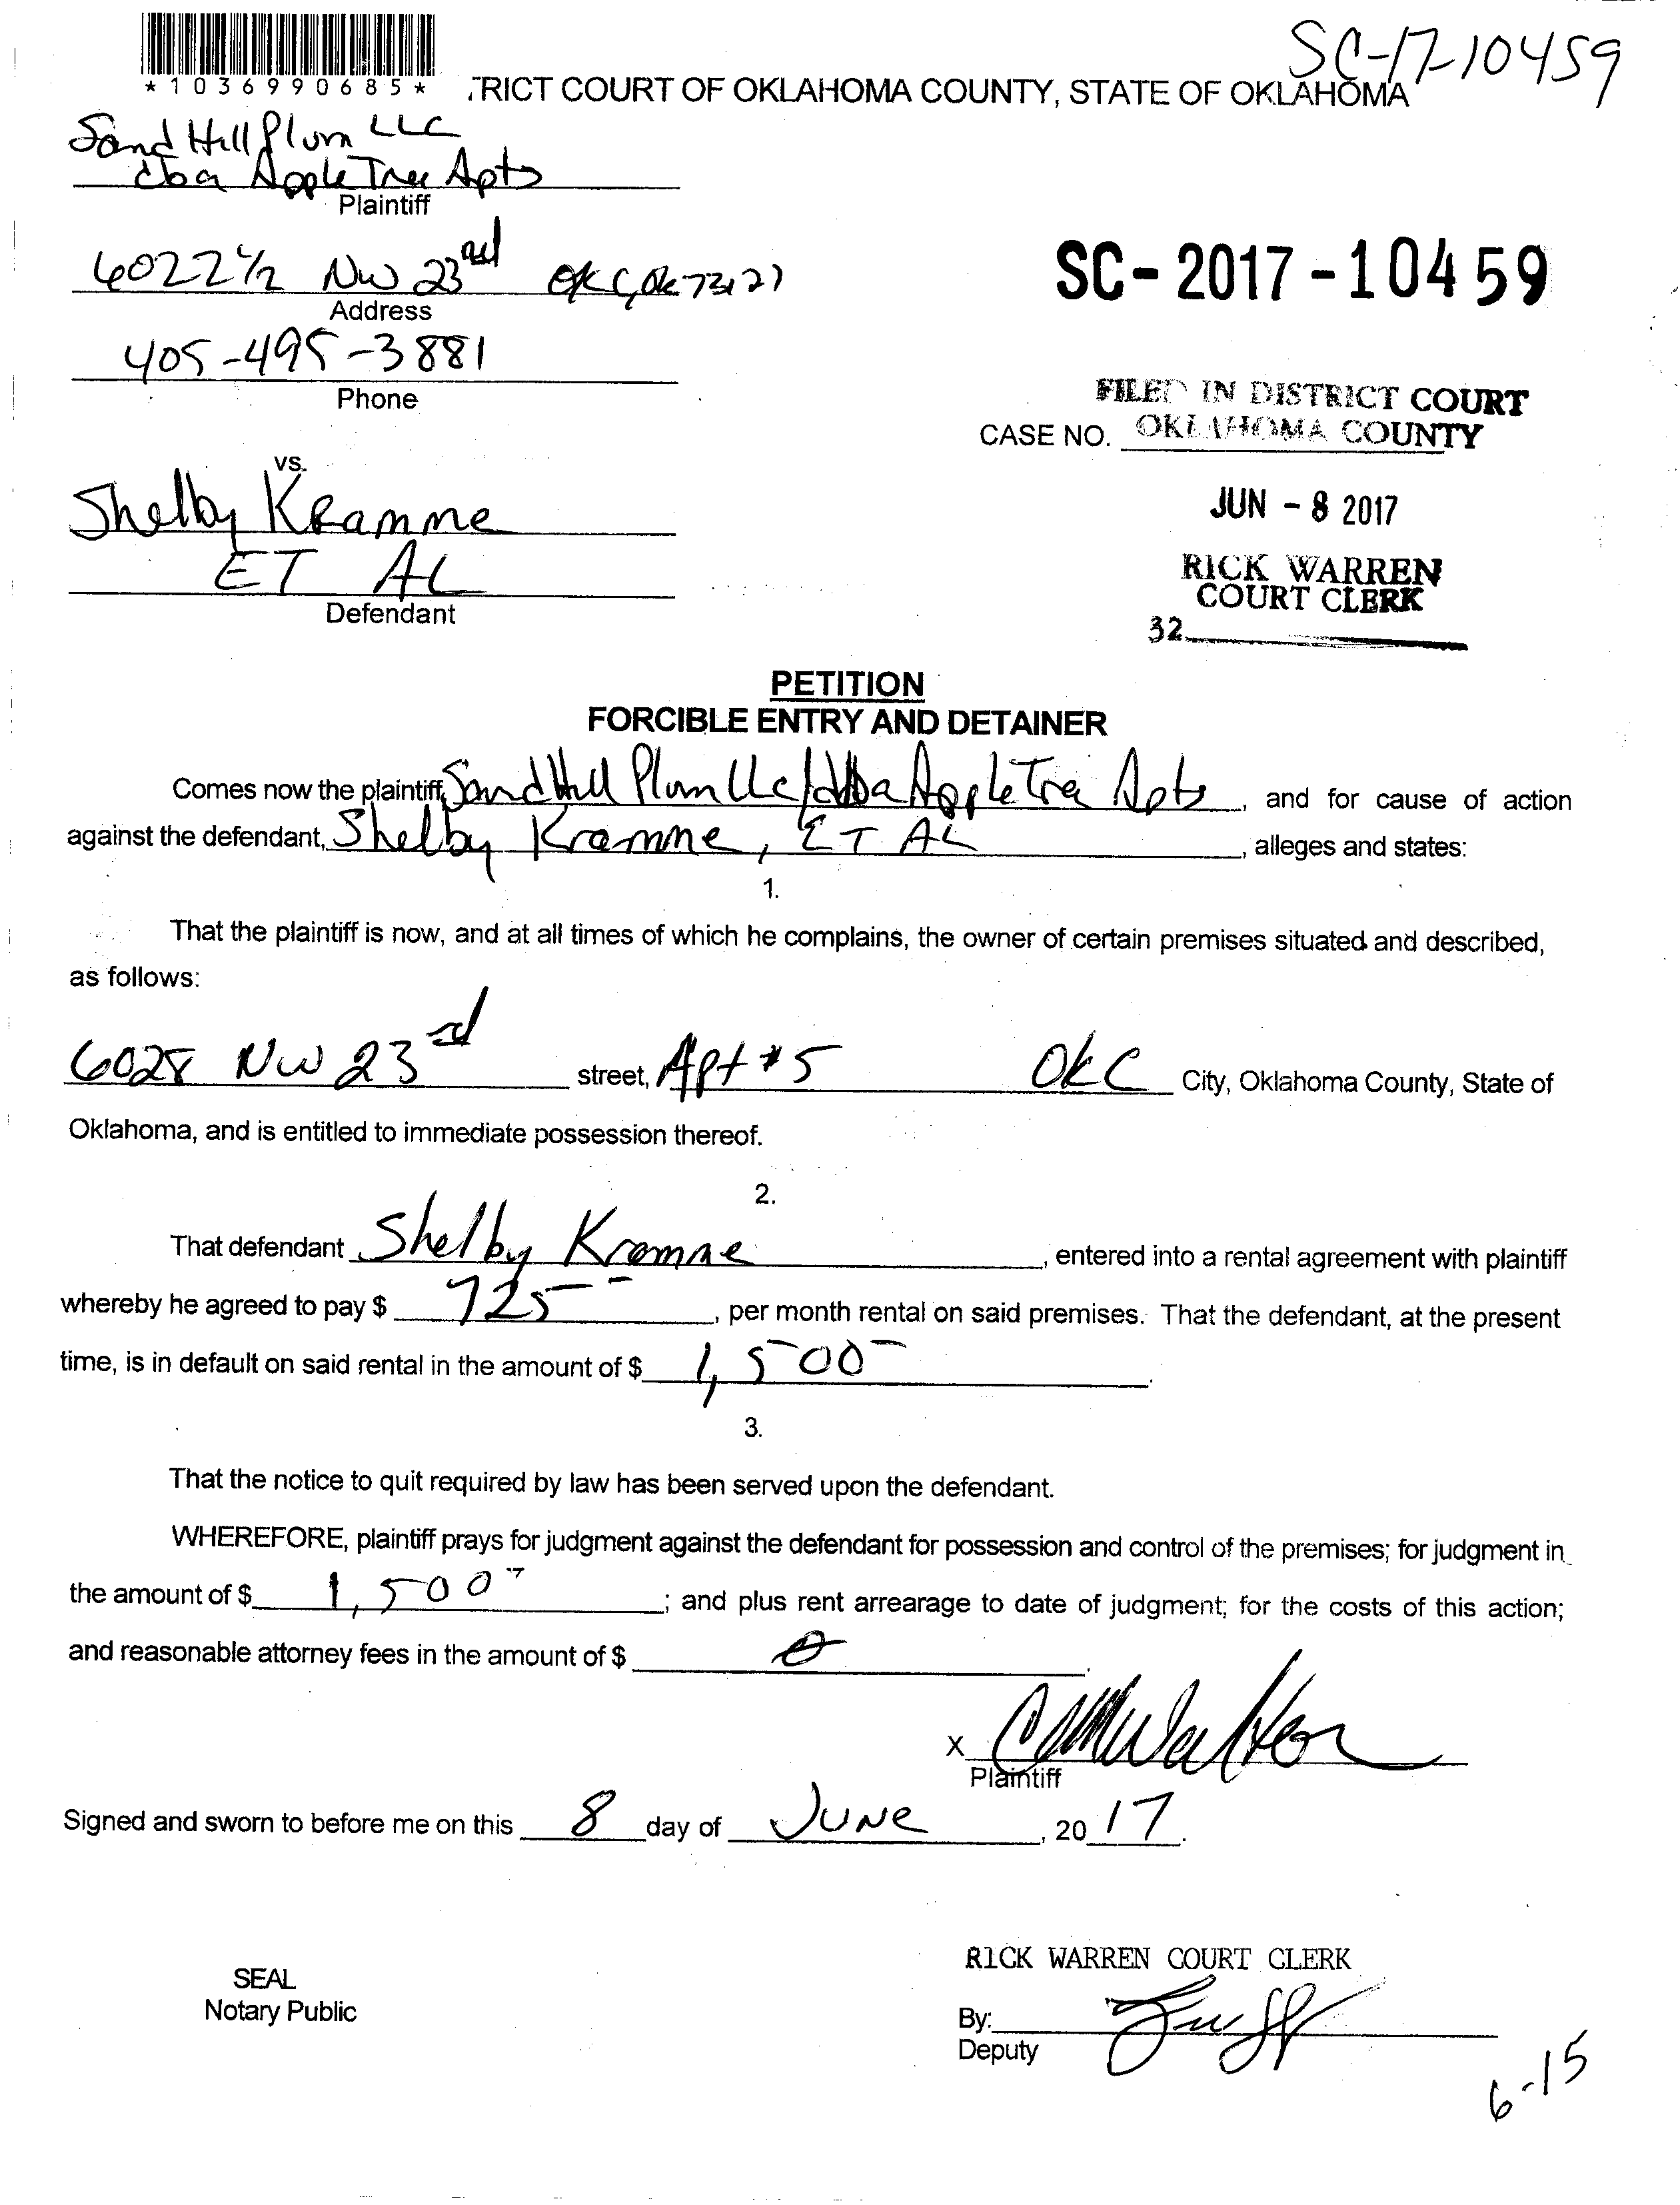 SC-17-10459
*1036990685*
TRICT COURT OF OKLAHOMA COUNTY, STATE OF OKLAHOMA
Sand Hill Plum LLC
dba Apple Tree Apts
Plaintiff
6022 1/2 NW 23rd OKC, Ok 73127
Address
SC-2017-10459
405-495-3881
Phone
FILED IN DISTRICT COURT
CASE NO. OKLAHOMA COUNTY
vs.
JUN - 8 2017
Shelby Kramme
ET AL
Defendant
RICK WARREN
COURT CLERK
32
PETITION
FORCIBLE ENTRY AND DETAINER
Comes now the plaintiff, Sand Hill Plum LLC/dba Apple Tree Apts, and for cause of action
against the defendant, Shelby Kramme, ET AL, alleges and states:
1.
That the plaintiff is now, and at all times of which he complains, the owner of certain premises situated and described,
as follows:
6028 NW 23rd street, Apt #5 OKC City, Oklahoma County, State of
Oklahoma, and is entitled to immediate possession thereof.
2.
That defendant Shelby Kramme, entered into a rental agreement with plaintiff
whereby he agreed to pay $ 725--, per month rental on said premises. That the defendant, at the present
time, is in default on said rental in the amount of $ 1,500-.
3.
That the notice to quit required by law has been served upon the defendant.
WHEREFORE, plaintiff prays for judgment against the defendant for possession and control of the premises; for judgment in
the amount of $ 1,500-; and plus rent arrearage to date of judgment; for the costs of this action;
and reasonable attorney fees in the amount of $ 0.
X
Plaintiff
Signed and sworn to before me on this 8 day of June, 2017.
RICK WARREN COURT CLERK
SEAL
Notary Public
By:
Deputy
6-15